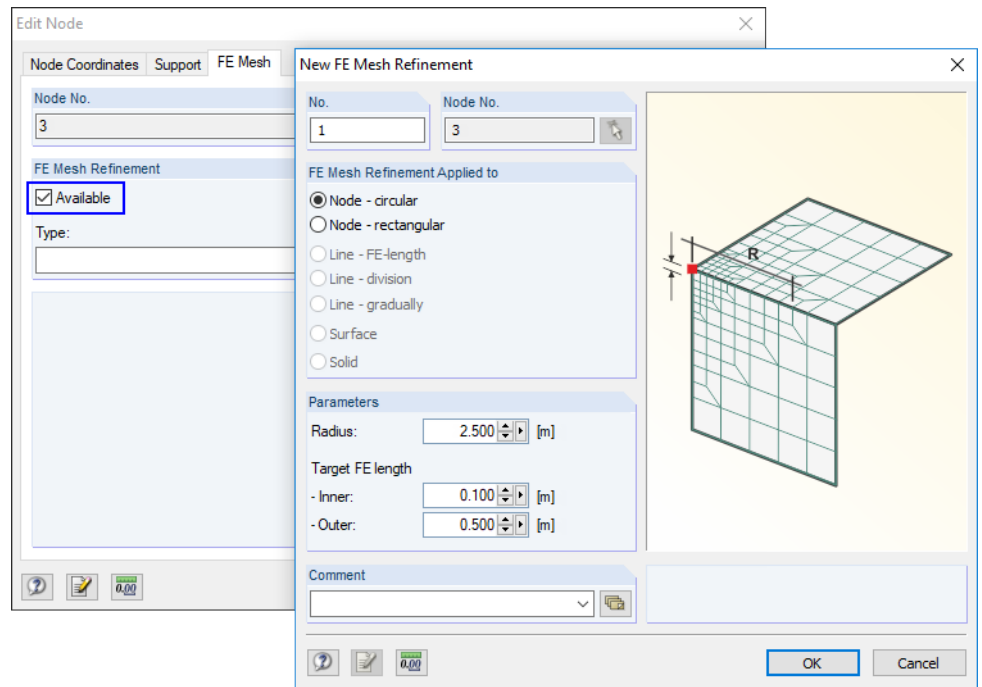 Edit Node
Node Coordinates Support FE Mesh
Node No.
3
FE Mesh Refinement
Available
Type:
0.00
New FE Mesh Refinement
No. Node No.
1 3
FE Mesh Refinement Applied to
Node - circular
Node - rectangular
Line - FE-length
Line - division
Line - gradually
Surface
Solid
Parameters
Radius: 2.500 [m]
Target FE length
- Inner: 0.100 [m]
- Outer: 0.500 [m]
Comment
R
0.00
OK Cancel